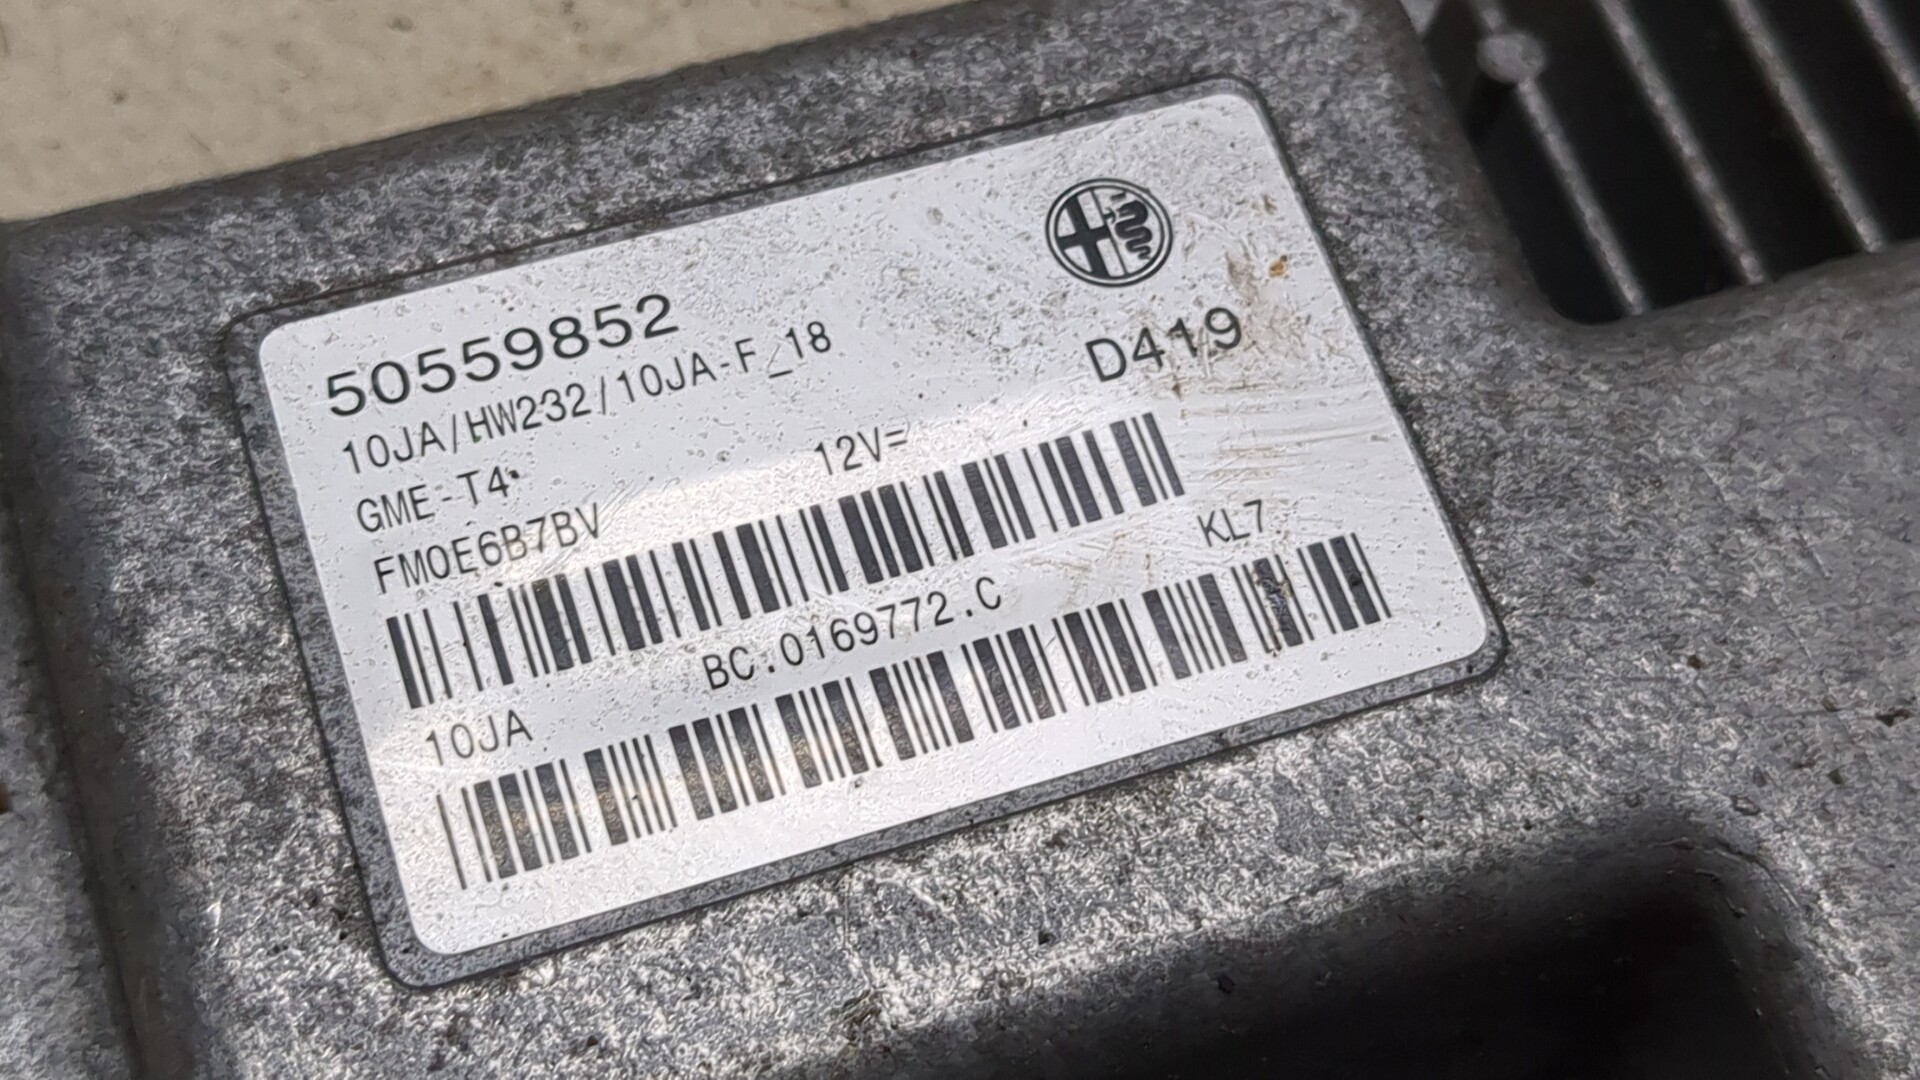 50559852
10JA/HW232/10JA-F_18
D419
GME-T4
12V=
FM0E6B7BV
BC.0169772.C
KL7
10JA